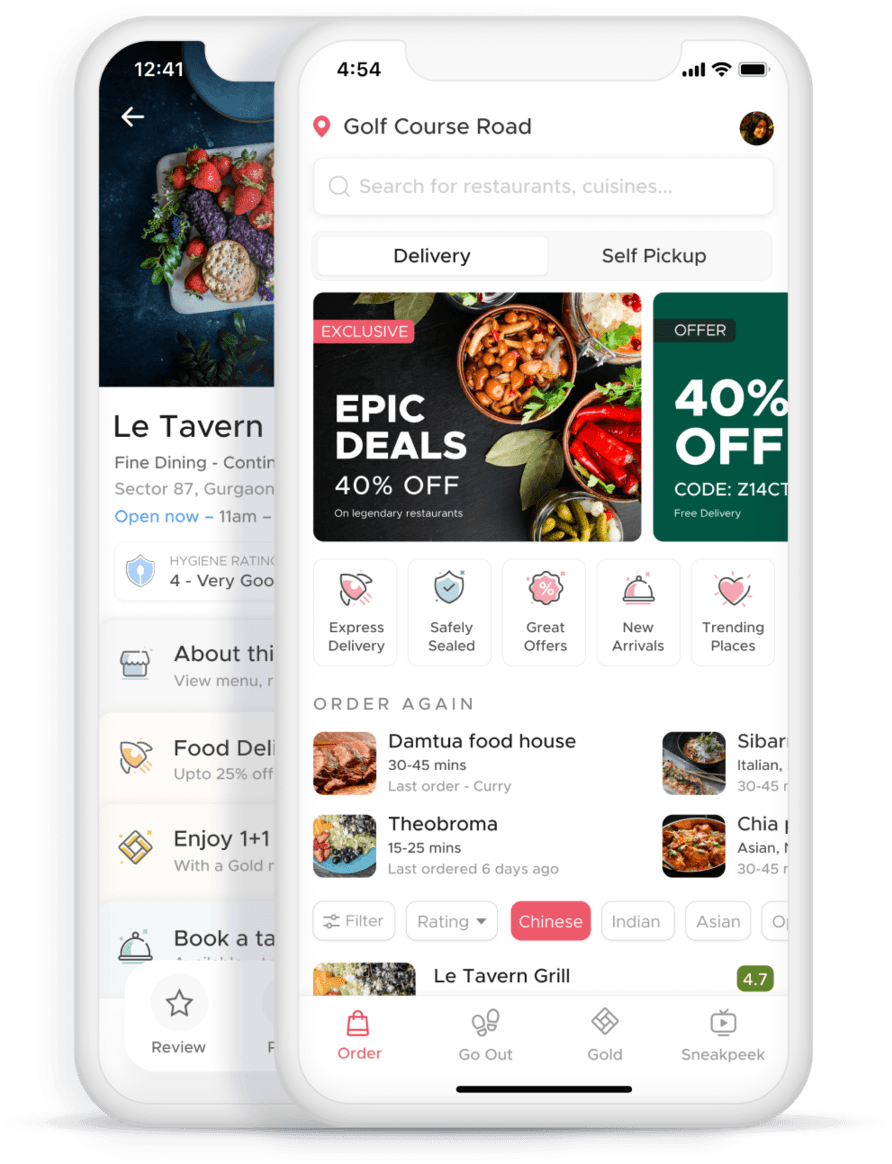 12:41
Le Tavern
Fine Dining - Contin
Sector 87, Gurgaon
Open now – 11am –
HYGIENE RATING
4 - Very Goo
About thi
View menu, r
Food Deli
Upto 25% off
Enjoy 1+1
With a Gold
Book a ta
Review
4:54
Golf Course Road
Search for restaurants, cuisines...
Delivery
Self Pickup
EXCLUSIVE
EPIC
DEALS
40% OFF
On legendary restaurants
OFFER
40%
OFF
CODE: Z14CT
Free Delivery
Express
Delivery
Safely
Sealed
Great
Offers
New
Arrivals
Trending
Places
ORDER AGAIN
Damtua food house
30-45 mins
Last order - Curry
Sibar
Italian,
30-45
Theobroma
15-25 mins
Last ordered 6 days ago
Chia
Asian,
30-45
Filter
Rating
Chinese
Indian
Asian
Le Tavern Grill
4.7
Order
Go Out
Gold
Sneakpeek